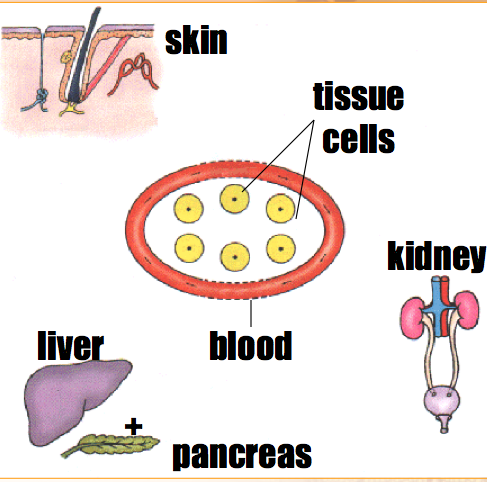 skin
tissue
cells
kidney
liver
blood
+
pancreas